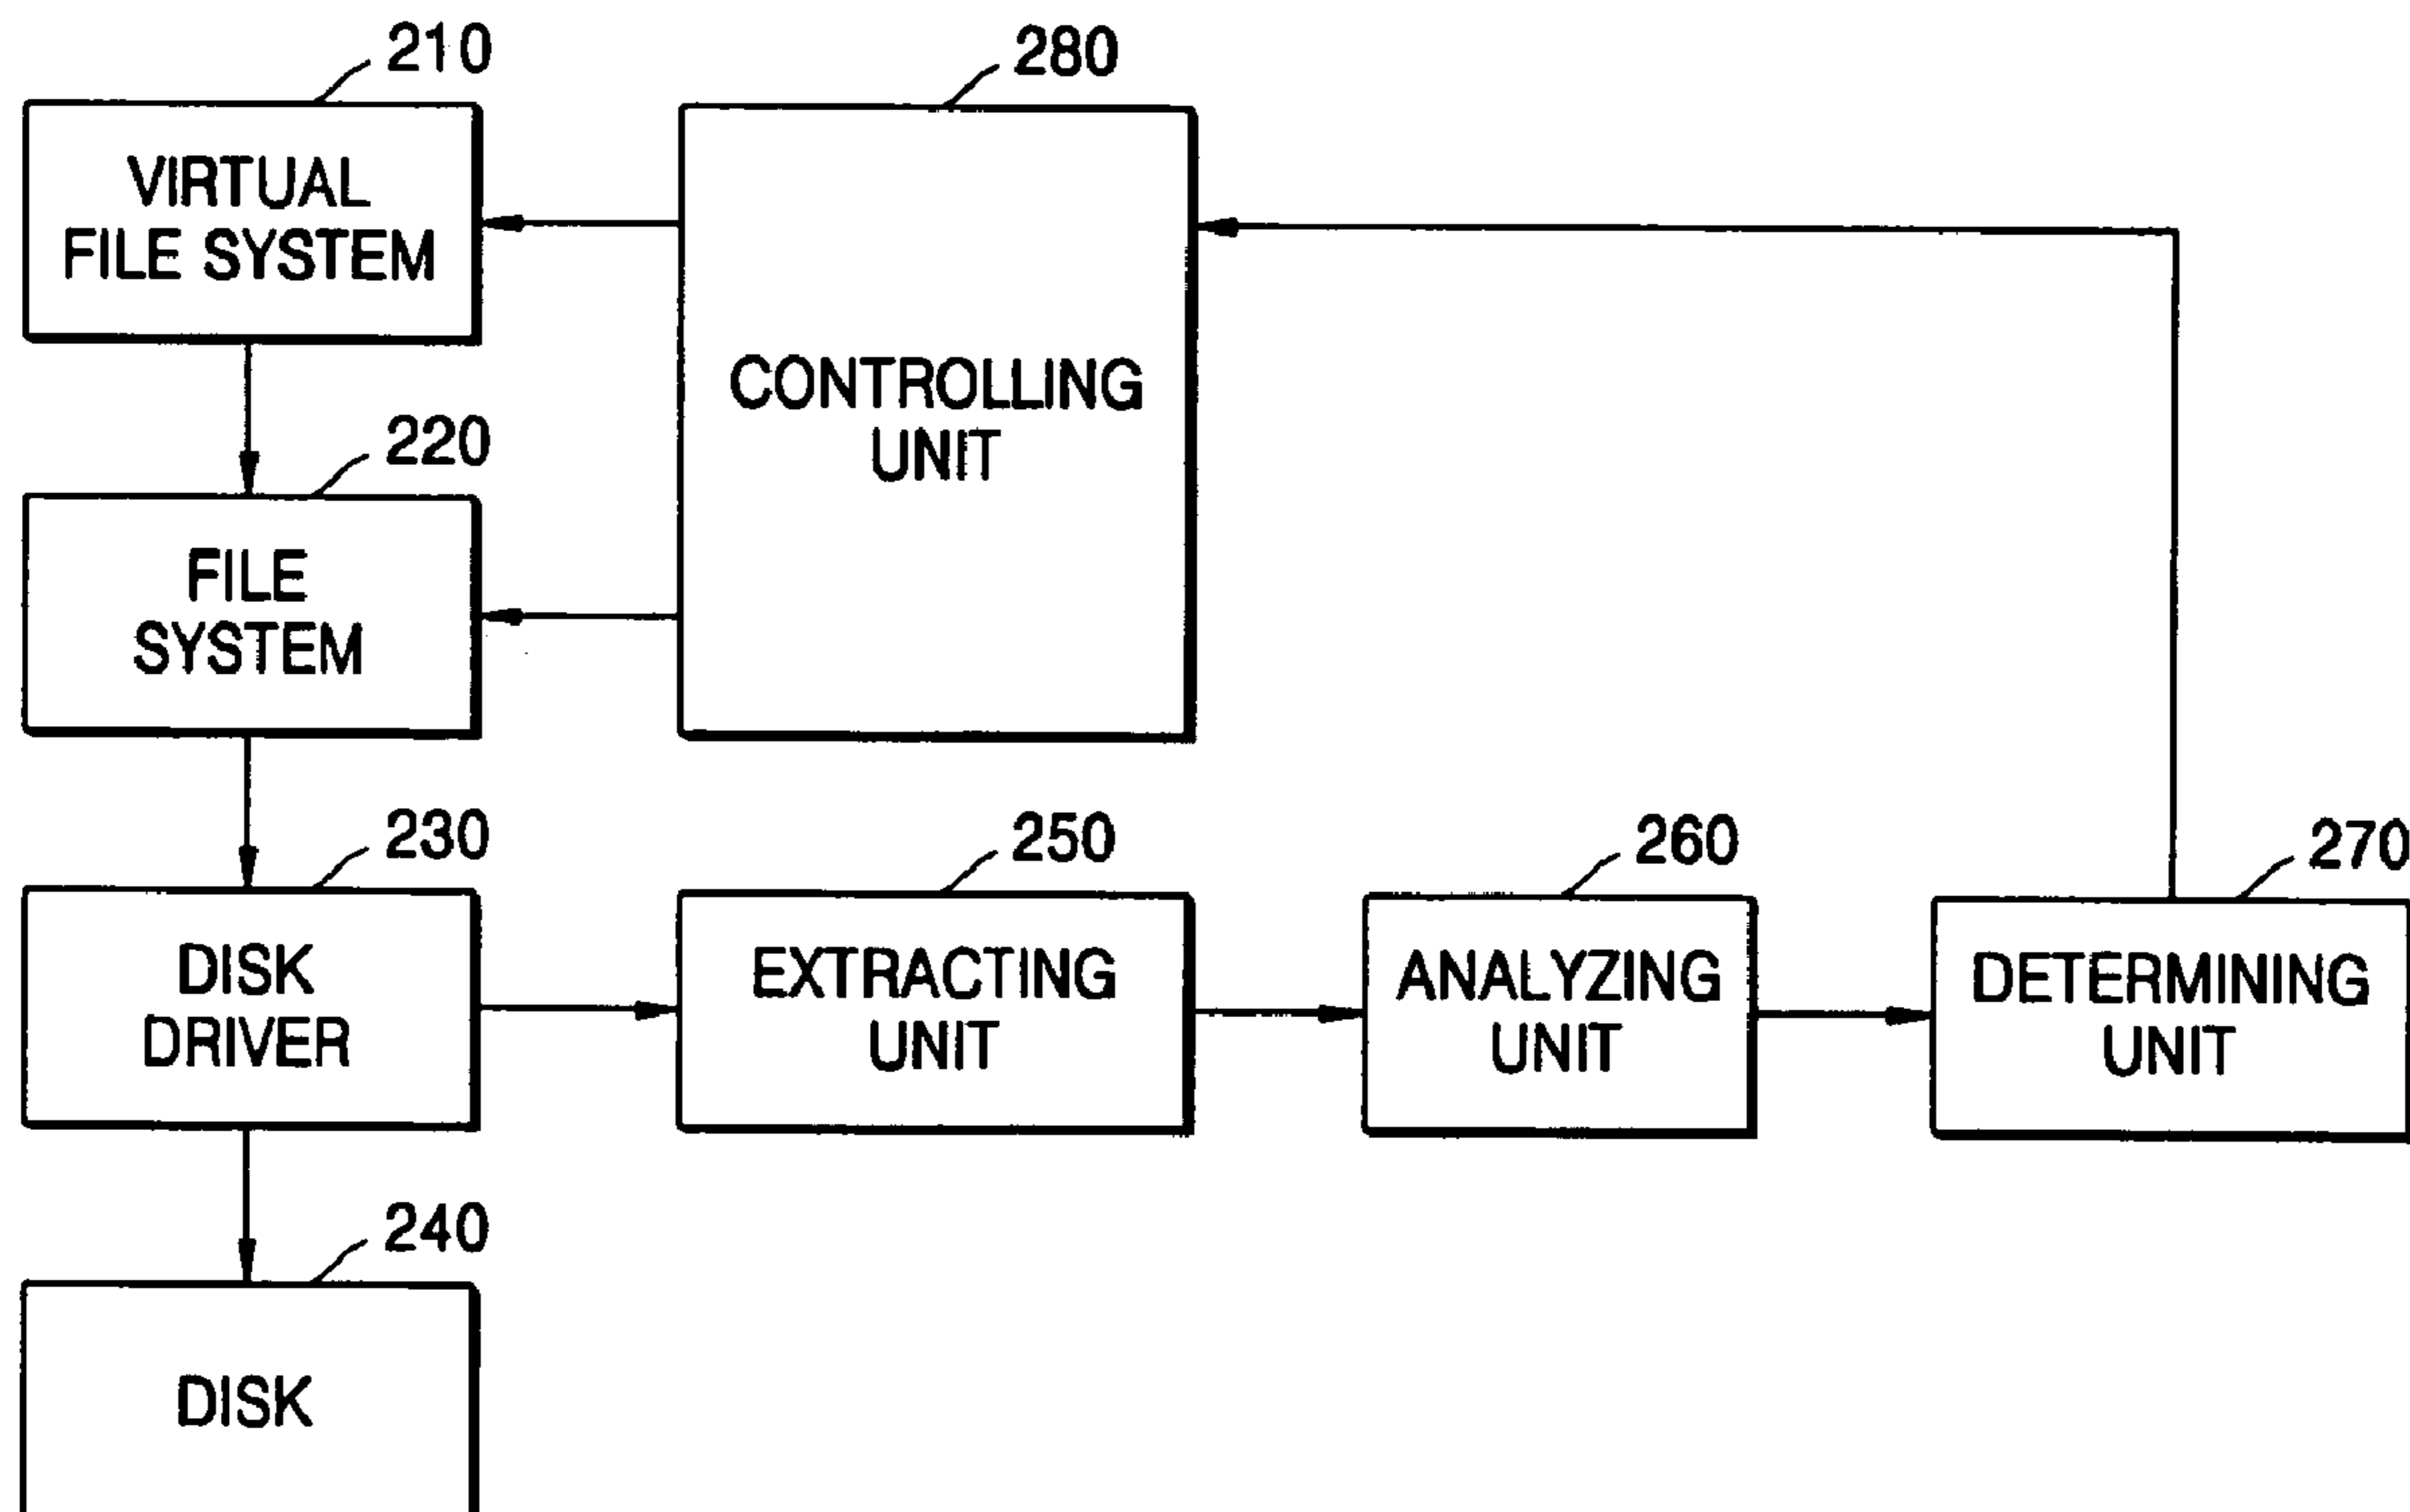 210
280
VIRTUAL
FILE SYSTEM
CONTROLLING
UNIT
220
FILE
SYSTEM
230
250
260
270
DISK
DRIVER
EXTRACTING
UNIT
ANALYZING
UNIT
DETERMINING
UNIT
240
DISK